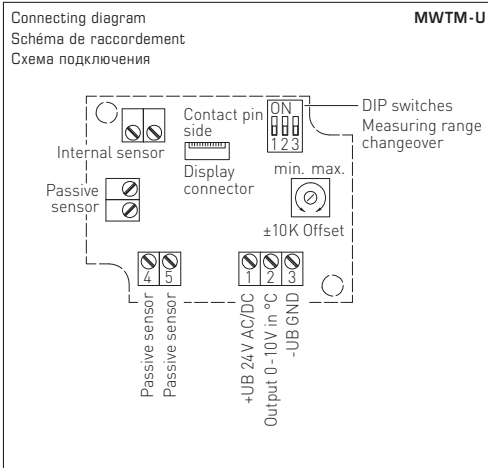 Connecting diagram
MWTM-U
Schéma de raccordement
Схема подключения
Contact pin
side
ON
1 2 3
DIP switches
Measuring range
changeover
Internal sensor
Display
connector
min. max.
Passive
sensor
±10K Offset
4 5
1 2 3
Passive sensor
Passive sensor
+UB 24V AC/DC
Output 0-10V in °C
-UB GND